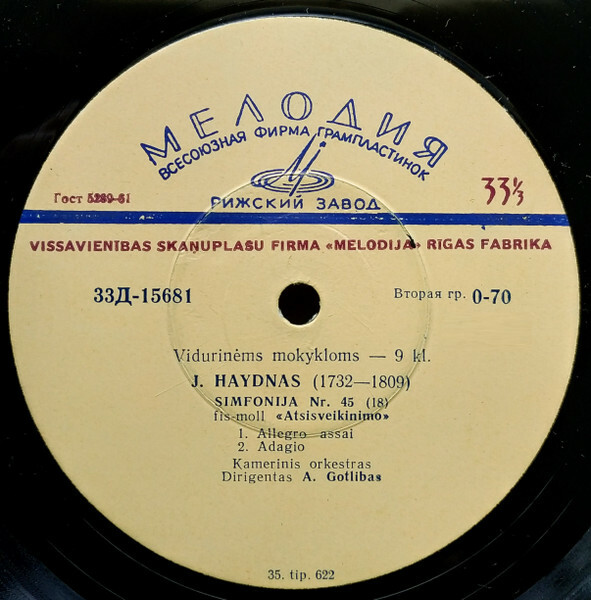 МЕЛОДИЯ
ВСЕСОЮЗНАЯ ФИРМА ГРАМПЛАСТИНОК
РИЖСКИЙ ЗАВОД
Гост 5289-61
33⅓
VISSAVIENĪBAS SKAŅUPLAŠU FIRMA «MELODIJA» RĪGAS FABRIKA
33Д-15681
Вторая гр. 0-70
Vidurinėms mokykloms — 9 kl.
J. HAYDNAS (1732—1809)
SIMFONIJA Nr. 45 (18)
fis-moll «Atsisveikinimo»
1. Allegro assai
2. Adagio
Kamerinis orkestras
Dirigentas A. Gotlibas
35. tip. 622